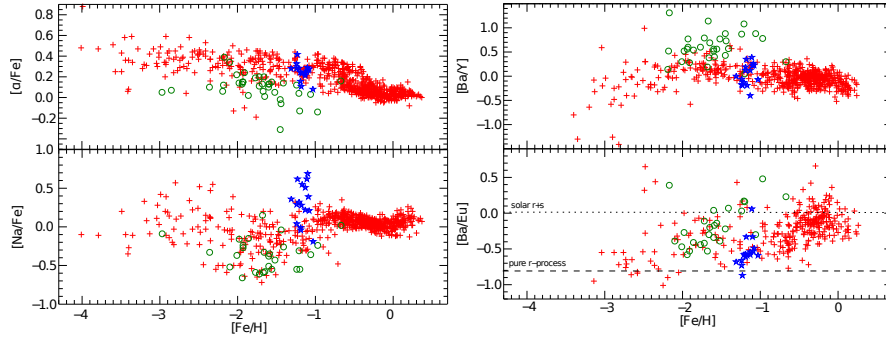 [α/Fe]
0.8
0.6
0.4
0.2
0.0
−0.2
1.0
[Na/Fe]
0.5
0.0
−0.5
−1.0
−4 −3 −2 −1 0
[Fe/H]
[Ba/Y]
1.0
0.5
0.0
−0.5
−1.0
[Ba/Eu]
0.5
0.0
−0.5
−1.0
solar r+s
pure r−process
−4 −3 −2 −1 0
[Fe/H]